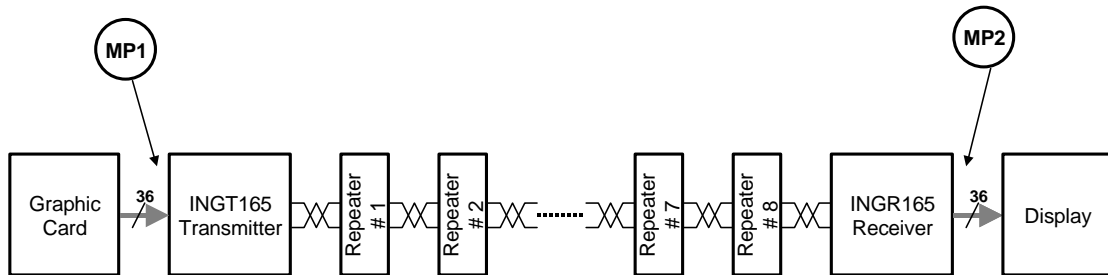 MP1
MP2
Graphic
Card
36
INGT165
Transmitter
Repeater
# 1
Repeater
# 2
Repeater
# 7
Repeater
# 8
INGR165
Receiver
36
Display